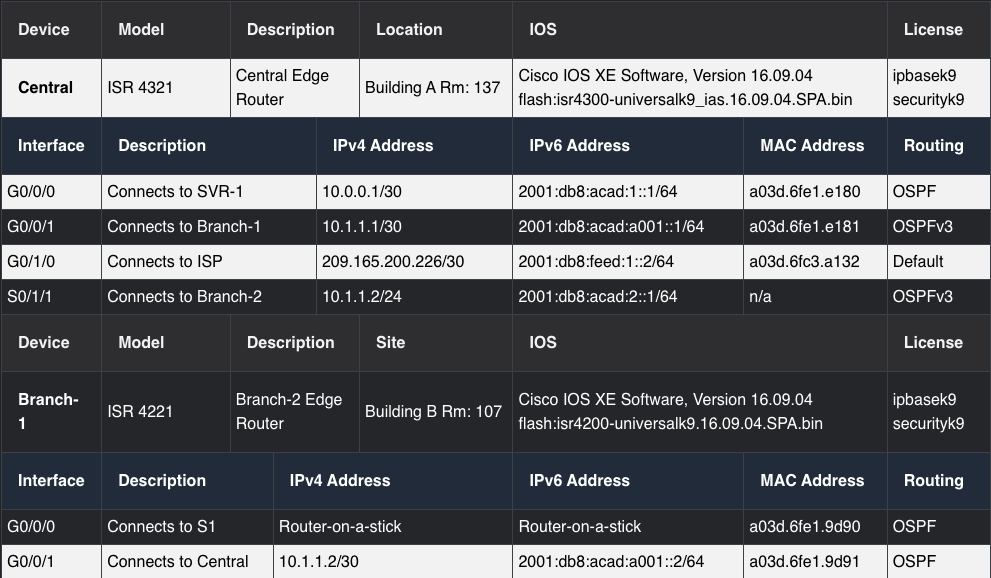 Device Model Description Location IOS License
Central ISR 4321 Central Edge Router Building A Rm: 137 Cisco IOS XE Software, Version 16.09.04 flash:isr4300-universalk9_ias.16.09.04.SPA.bin ipbasek9 securityk9
Interface Description IPv4 Address IPv6 Address MAC Address Routing
G0/0/0 Connects to SVR-1 10.0.0.1/30 2001:db8:acad:1::1/64 a03d.6fe1.e180 OSPF
G0/0/1 Connects to Branch-1 10.1.1.1/30 2001:db8:acad:a001::1/64 a03d.6fe1.e181 OSPFv3
G0/1/0 Connects to ISP 209.165.200.226/30 2001:db8:feed:1::2/64 a03d.6fc3.a132 Default
S0/1/1 Connects to Branch-2 10.1.1.2/24 2001:db8:acad:2::1/64 n/a OSPFv3
Device Model Description Site IOS License
Branch-1 ISR 4221 Branch-2 Edge Router Building B Rm: 107 Cisco IOS XE Software, Version 16.09.04 flash:isr4200-universalk9.16.09.04.SPA.bin ipbasek9 securityk9
Interface Description IPv4 Address IPv6 Address MAC Address Routing
G0/0/0 Connects to S1 Router-on-a-stick Router-on-a-stick a03d.6fe1.9d90 OSPF
G0/0/1 Connects to Central 10.1.1.2/30 2001:db8:acad:a001::2/64 a03d.6fe1.9d91 OSPF